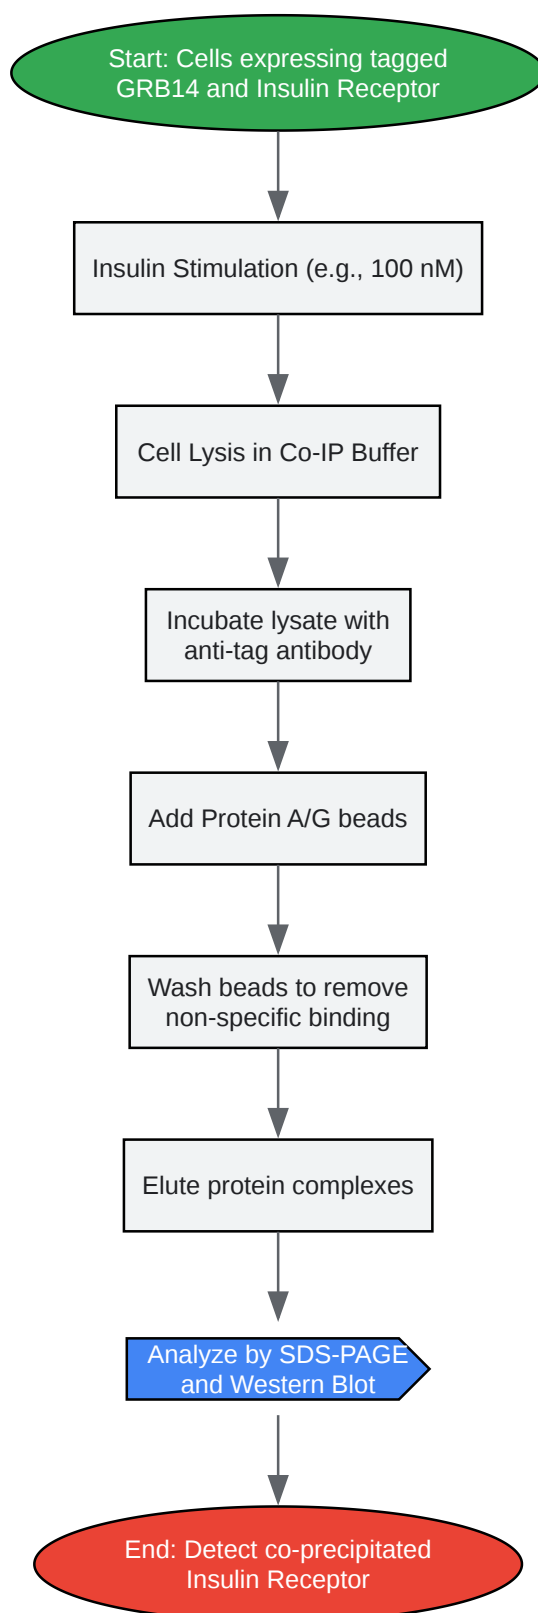 Start: Cells expressing tagged
GRB14 and Insulin Receptor
Insulin Stimulation (e.g., 100 nM)
Cell Lysis in Co-IP Buffer
Incubate lysate with
anti-tag antibody
Add Protein A/G beads
Wash beads to remove
non-specific binding
Elute protein complexes
Analyze by SDS-PAGE
and Western Blot
End: Detect co-precipitated
Insulin Receptor